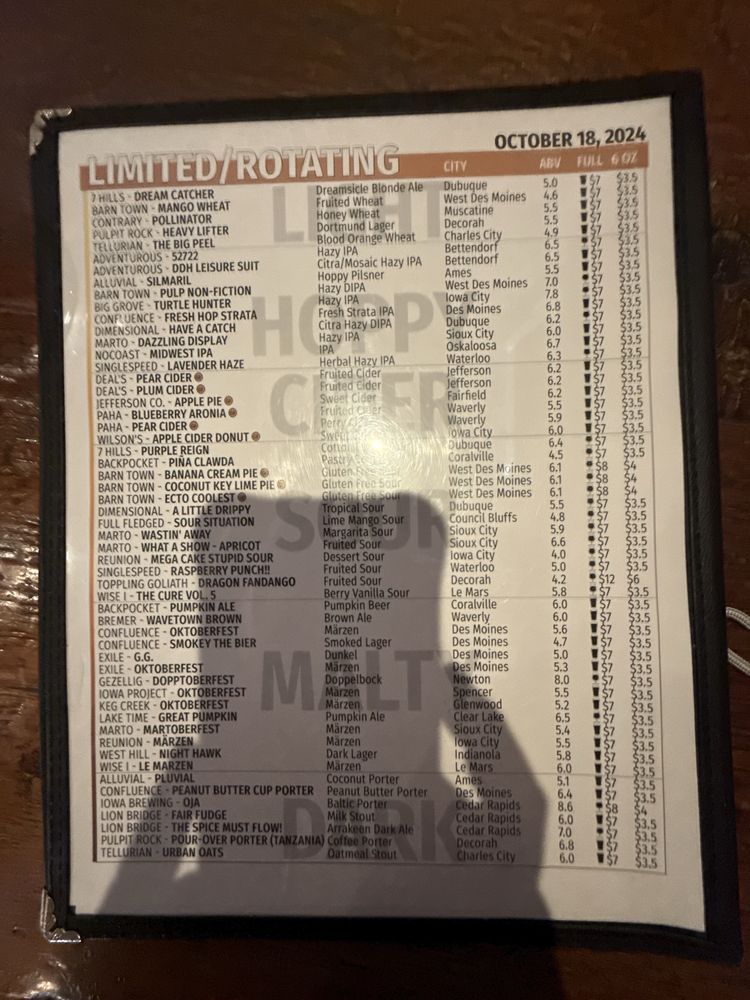 OCTOBER 18, 2024
LIMITED/ROTATING CITY ABV FULL 6 OZ
7 HILLS - DREAM CATCHER Dreamsicle Blonde Ale Dubuque 5.0 $7 $3.5
BARN TOWN - MANGO WHEAT Fruited Wheat West Des Moines 4.6 $7 $3.5
CONTRARY - POLLINATOR Honey Wheat Muscatine 5.5 $7 $3.5
PULPIT ROCK - HEAVY LIFTER Dortmund Lager Decorah 5.5 $7 $3.5
TELLURIAN - THE BIG PEEL Blood Orange Wheat Charles City 4.9 $7 $3.5
LIGHT
ADVENTUROUS - 52722 Hazy IPA Bettendorf 6.5 $7 $3.5
ADVENTUROUS - DDH LEISURE SUIT Citra/Mosaic Hazy IPA Bettendorf 6.5 $7 $3.5
ALLUVIAL - SILMARIL Hoppy Pilsner Ames 5.5 $7 $3.5
BARN TOWN - PULP NON-FICTION Hazy DIPA West Des Moines 7.0 $7 $3.5
BIG GROVE - TURTLE HUNTER Hazy IPA Iowa City 7.8 $7 $3.5
CONFLUENCE - FRESH HOP STRATA Fresh Strata IPA Des Moines 6.8 $7 $3.5
DIMENSIONAL - HAVE A CATCH Citra Hazy DIPA Dubuque 6.2 $7 $3.5
MARTO - DAZZLING DISPLAY Hazy IPA Sioux City 6.0 $7 $3.5
NOCOAST - MIDWEST IPA IPA Oskaloosa 6.7 $7 $3.5
SINGLESPEED - LAVENDER HAZE Herbal Hazy IPA Waterloo 6.3 $7 $3.5
HOPPY
DEAL'S - PEAR CIDER Fruited Cider Jefferson 6.2 $7 $3.5
DEAL'S - PLUM CIDER Fruited Cider Jefferson 6.2 $7 $3.5
JEFFERSON CO. - APPLE PIE Sweet Cider Fairfield 6.2 $7 $3.5
PAHA - BLUEBERRY ARONIA Fruited Cider Waverly 5.5 $7 $3.5
PAHA - PEAR CIDER Perry Waverly 5.9 $7 $3.5
WILSON'S - APPLE CIDER DONUT Sweet Iowa City 6.0 $7 $3.5
CIDER
7 HILLS - PURPLE REIGN Cotton Dubuque 6.4 $7 $3.5
BACKPOCKET - PIÑA CLAWDA Pastry Coralville 4.5 $7 $3.5
BARN TOWN - BANANA CREAM PIE Gluten Free Sour West Des Moines 6.1 $8 $4
BARN TOWN - COCONUT KEY LIME PIE Gluten Free Sour West Des Moines 6.1 $8 $4
BARN TOWN - ECTO COOLEST Gluten Free Sour West Des Moines 6.1 $8 $4
DIMENSIONAL - A LITTLE DRIPPY Tropical Sour Dubuque 5.5 $7 $3.5
FULL FLEDGED - SOUR SITUATION Lime Mango Sour Council Bluffs 4.8 $7 $3.5
MARTO - WASTIN' AWAY Margarita Sour Sioux City 5.9 $7 $3.5
MARTO - WHAT A SHOW - APRICOT Fruited Sour Sioux City 6.6 $7 $3.5
REUNION - MEGA CAKE STUPID SOUR Dessert Sour Iowa City 4.0 $7 $3.5
SINGLESPEED - RASPBERRY PUNCH!! Fruited Sour Waterloo 5.0 $7 $3.5
TOPPLING GOLIATH - DRAGON FANDANGO Fruited Sour Decorah 4.2 $12 $6
WISE I - THE CURE VOL. 5 Berry Vanilla Sour Le Mars 5.8 $7 $3.5
SOUR
BACKPOCKET - PUMPKIN ALE Pumpkin Beer Coralville 6.0 $7 $3.5
BREMER - WAVETOWN BROWN Brown Ale Waverly 6.0 $7 $3.5
CONFLUENCE - OKTOBERFEST Märzen Des Moines 5.6 $7 $3.5
CONFLUENCE - SMOKEY THE BIER Smoked Lager Des Moines 4.7 $7 $3.5
EXILE - G.G. Dunkel Des Moines 5.0 $7 $3.5
EXILE - OKTOBERFEST Märzen Des Moines 5.3 $7 $3.5
GEZELLIG - DOPPTOBERFEST Doppelbock Newton 8.0 $7 $3.5
IOWA PROJECT - OKTOBERFEST Märzen Spencer 5.5 $7 $3.5
KEG CREEK - OKTOBERFEST Märzen Glenwood 5.2 $7 $3.5
LAKE TIME - GREAT PUMPKIN Pumpkin Ale Clear Lake 6.5 $7 $3.5
MARTO - MARTOBERFEST Märzen Sioux City 5.4 $7 $3.5
REUNION - MÄRZEN Märzen Iowa City 5.5 $7 $3.5
WEST HILL - NIGHT HAWK Dark Lager Indianola 5.8 $7 $3.5
WISE I - LE MARZEN Märzen Le Mars 6.0 $7 $3.5
MALTY
ALLUVIAL - PLUVIAL Coconut Porter Ames 5.1 $7 $3.5
CONFLUENCE - PEANUT BUTTER CUP PORTER Peanut Butter Porter Des Moines 6.4 $7 $3.5
IOWA BREWING - OJA Baltic Porter Cedar Rapids 8.6 $8 $4
LION BRIDGE - FAIR FUDGE Milk Stout Cedar Rapids 6.0 $7 $3.5
LION BRIDGE - THE SPICE MUST FLOW! Arrakeen Dark Ale Cedar Rapids 7.0 $7 $3.5
PULPIT ROCK - POUR-OVER PORTER (TANZANIA) Coffee Porter Decorah 6.8 $7 $3.5
TELLURIAN - URBAN OATS Oatmeal Stout Charles City 6.0 $7 $3.5
DARK